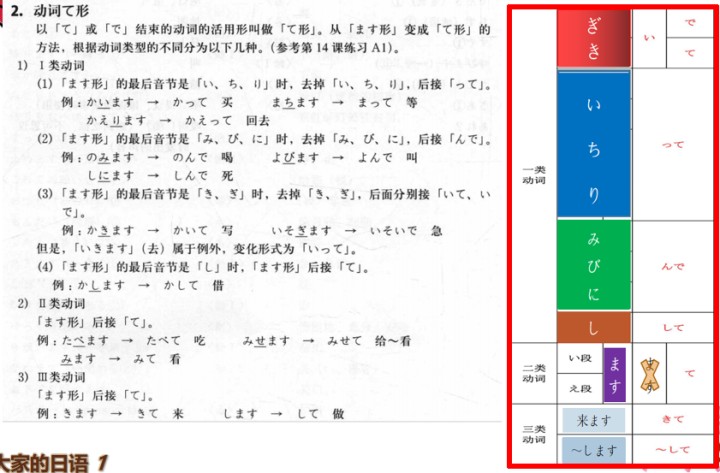 2. 动词て形
以「て」或「で」结束的动词的活用形叫做「て形」。从「ます形」变成「て形」的
方法，根据动词类型的不同分为以下几种。（参考第 14 课练习 A1）。
1) Ⅰ类动词
(1)「ます形」的最后音节是「い、ち、り」时，去掉「い、ち、り」，后接「って」。
例：かいます → かって 买 まちます → まって 等
かえります → かえって 回去
(2)「ます形」的最后音节是「み、び、に」时，去掉「み、び、に」，后接「んで」。
例：のみます → のんで 喝 よびます → よんで 叫
しにます → しんで 死
(3)「ます形」的最后音节是「き、ぎ」时，去掉「き、ぎ」，后面分别接「いて、い
で」。
例：かきます → かいて 写 いそぎます → いそいで 急
但是，「いきます」（去）属于例外，变化形式为「いって」。
(4)「ます形」的最后音节是「し」时，「ます形」后接「て」。
例：かします → かして 借
2) Ⅱ类动词
「ます形」后接「て」。
例：たべます → たべて 吃 みせます → みせて 给～看
みます → みて 看
3) Ⅲ类动词
「ます形」后接「て」。
例：きます → きて 来 します → して 做
大家的日语 1
一类
动词
ぎ
き
い
で
て
い
ち
り
って
み
び
に
んで
し
して
二类
动词
い段
え段
ます
ます
て
三类
动词
来ます
きて
～します
～して